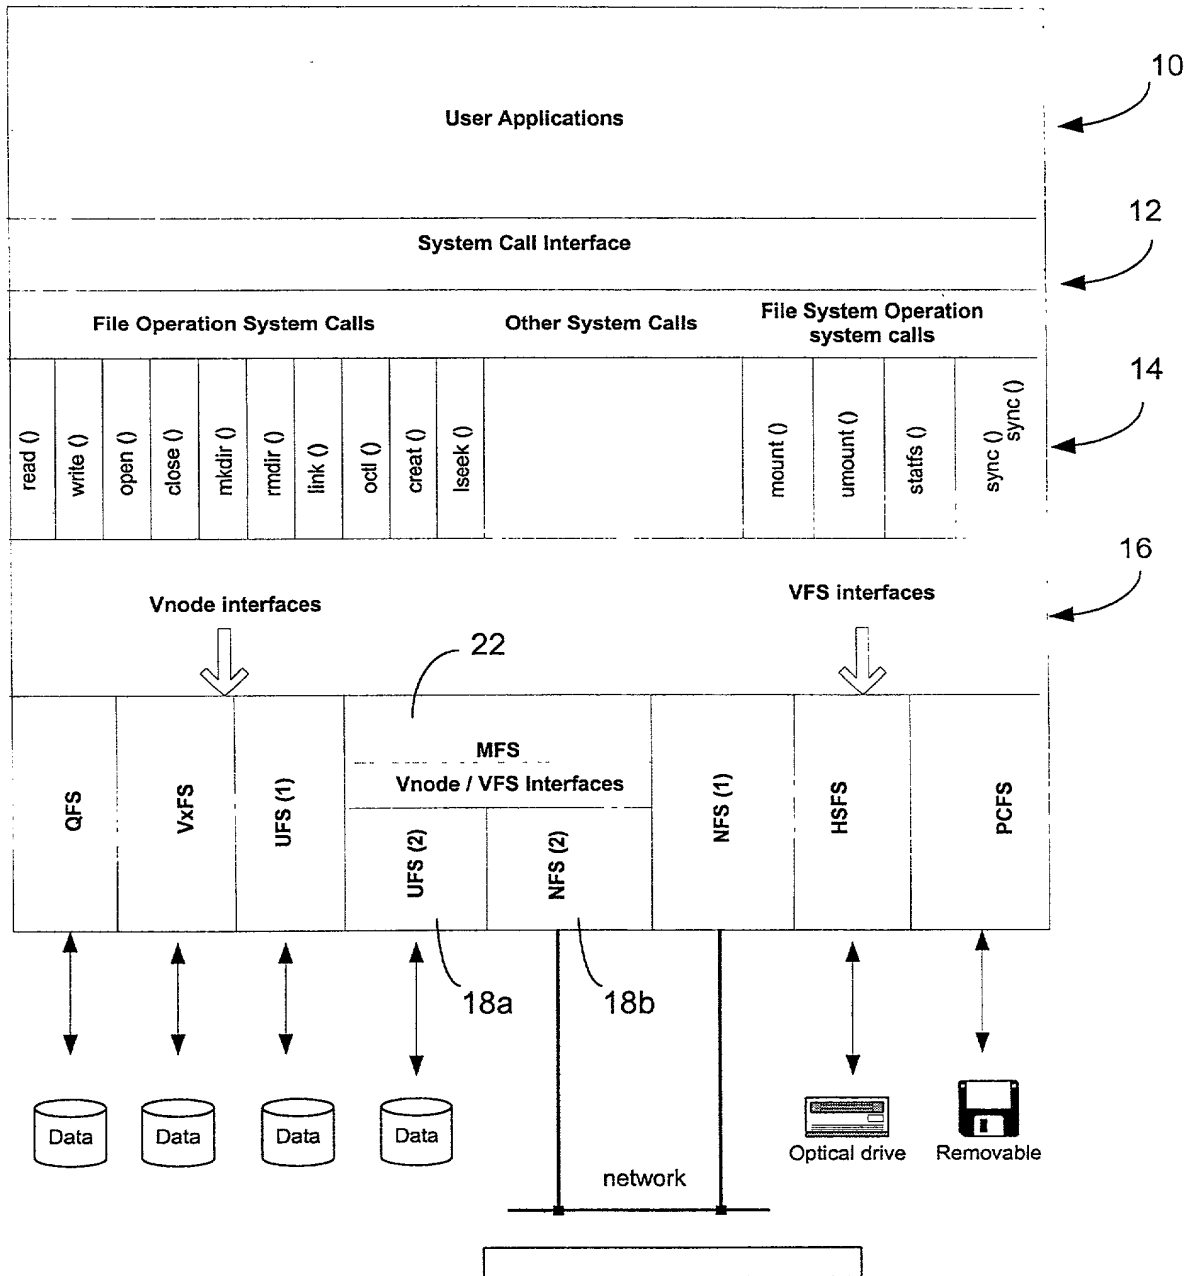 10
User Applications
12
System Call Interface
File Operation System Calls
Other System Calls
File System Operation
system calls
14
read ()
write ()
open ()
close ()
mkdir ()
rmdir ()
link ()
octl ()
creat ()
lseek ()
mount ()
umount ()
statfs ()
sync ()
sync ()
16
Vnode interfaces
VFS interfaces
22
QFS
VxFS
UFS (1)
MFS
Vnode / VFS Interfaces
UFS (2)
NFS (2)
NFS (1)
HSFS
PCFS
18a
18b
Data
Data
Data
Data
Optical drive
Removable
network